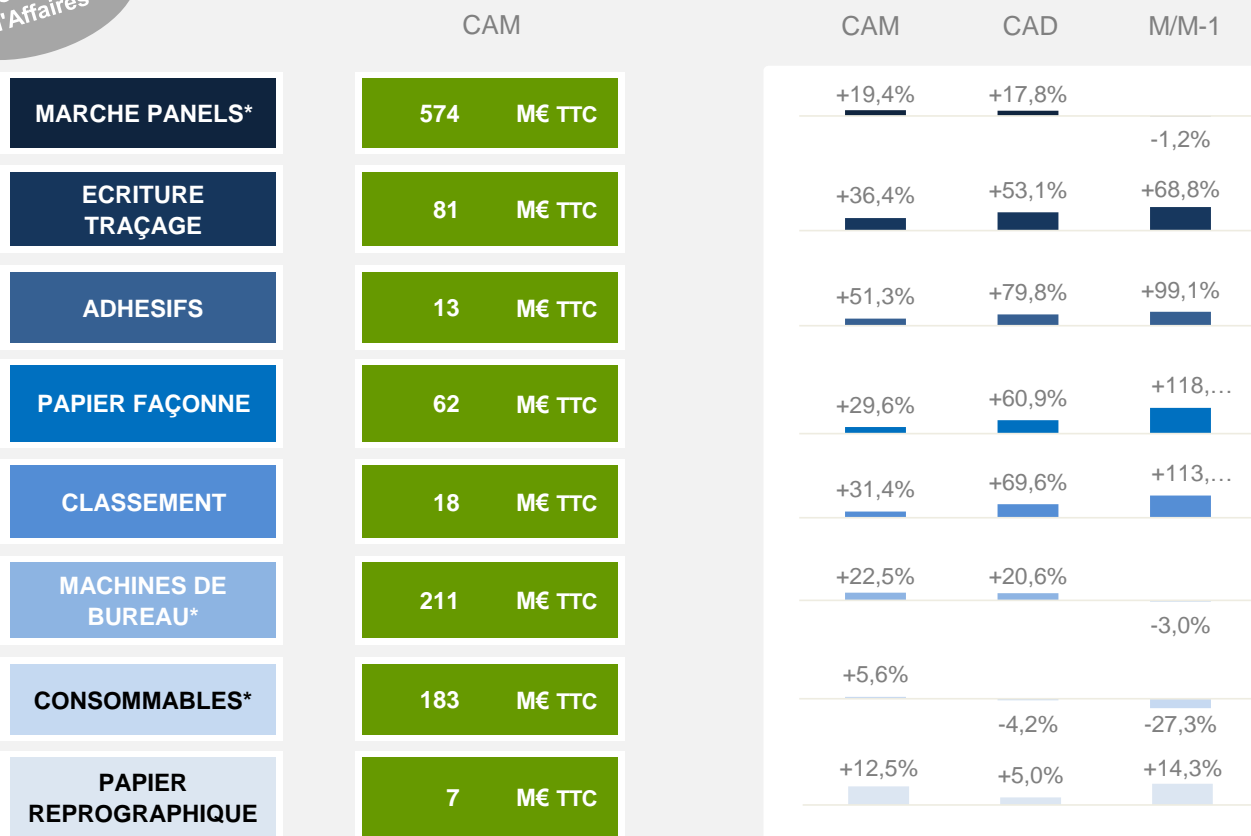 l'Affaires
CAM
CAM CAD M/M-1
MARCHE PANELS* 574 M€ TTC +19,4% +17,8% -1,2%
ECRITURE
TRAÇAGE
81 M€ TTC +36,4% +53,1% +68,8%
ADHESIFS 13 M€ TTC +51,3% +79,8% +99,1%
PAPIER FAÇONNE 62 M€ TTC +29,6% +60,9% +118,…
CLASSEMENT 18 M€ TTC +31,4% +69,6% +113,…
MACHINES DE
BUREAU*
211 M€ TTC +22,5% +20,6% -3,0%
CONSOMMABLES* 183 M€ TTC +5,6% -4,2% -27,3%
PAPIER
REPROGRAPHIQUE
7 M€ TTC +12,5% +5,0% +14,3%